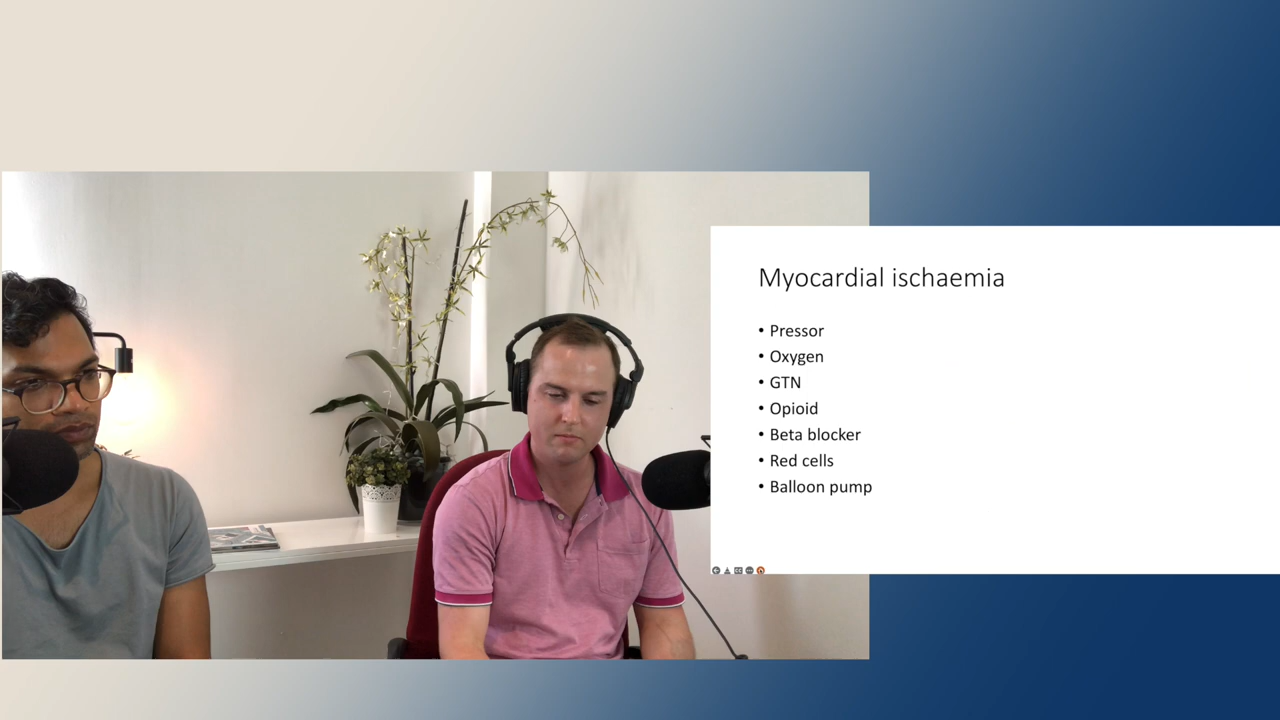 Myocardial ischaemia
• Pressor
• Oxygen
• GTN
• Opioid
• Beta blocker
• Red cells
• Balloon pump